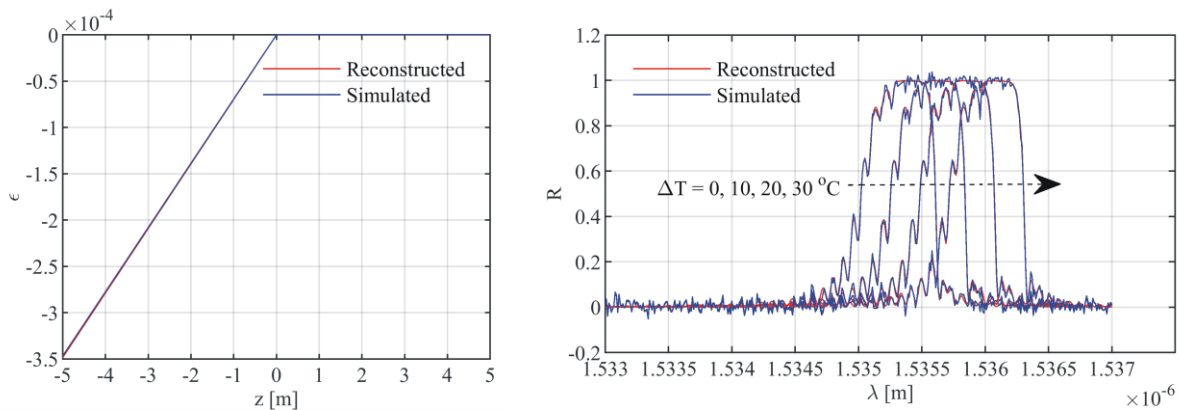 ×10⁻⁴
0
-0.5
-1
-1.5
-2
-2.5
-3
-3.5
ϵ
Reconstructed
Simulated
-5 -4 -3 -2 -1 0 1 2 3 4 5
z [m]
1.2
1
0.8
0.6
0.4
0.2
0
-0.2
R
Reconstructed
Simulated
ΔT = 0, 10, 20, 30 °C
1.533 1.5335 1.534 1.5345 1.535 1.5355 1.536 1.5365 1.537
λ [m]
×10⁻⁶